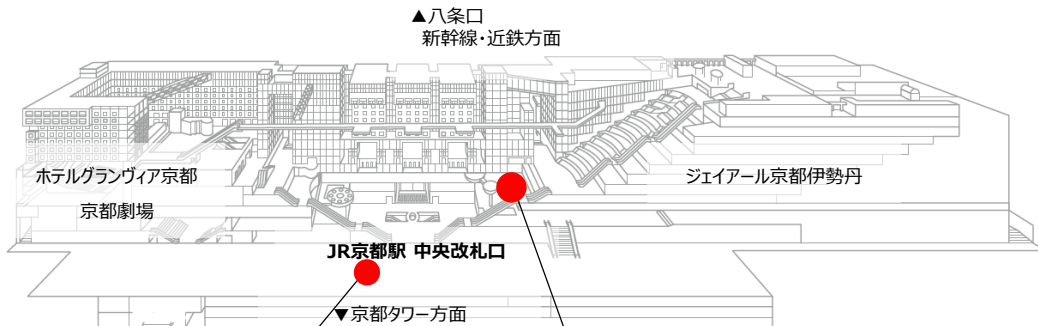 ▲八条口
新幹線・近鉄方面
ホテルグランヴィア京都
ジェイアール京都伊勢丹
京都劇場
JR京都駅 中央改札口
▼京都タワー方面